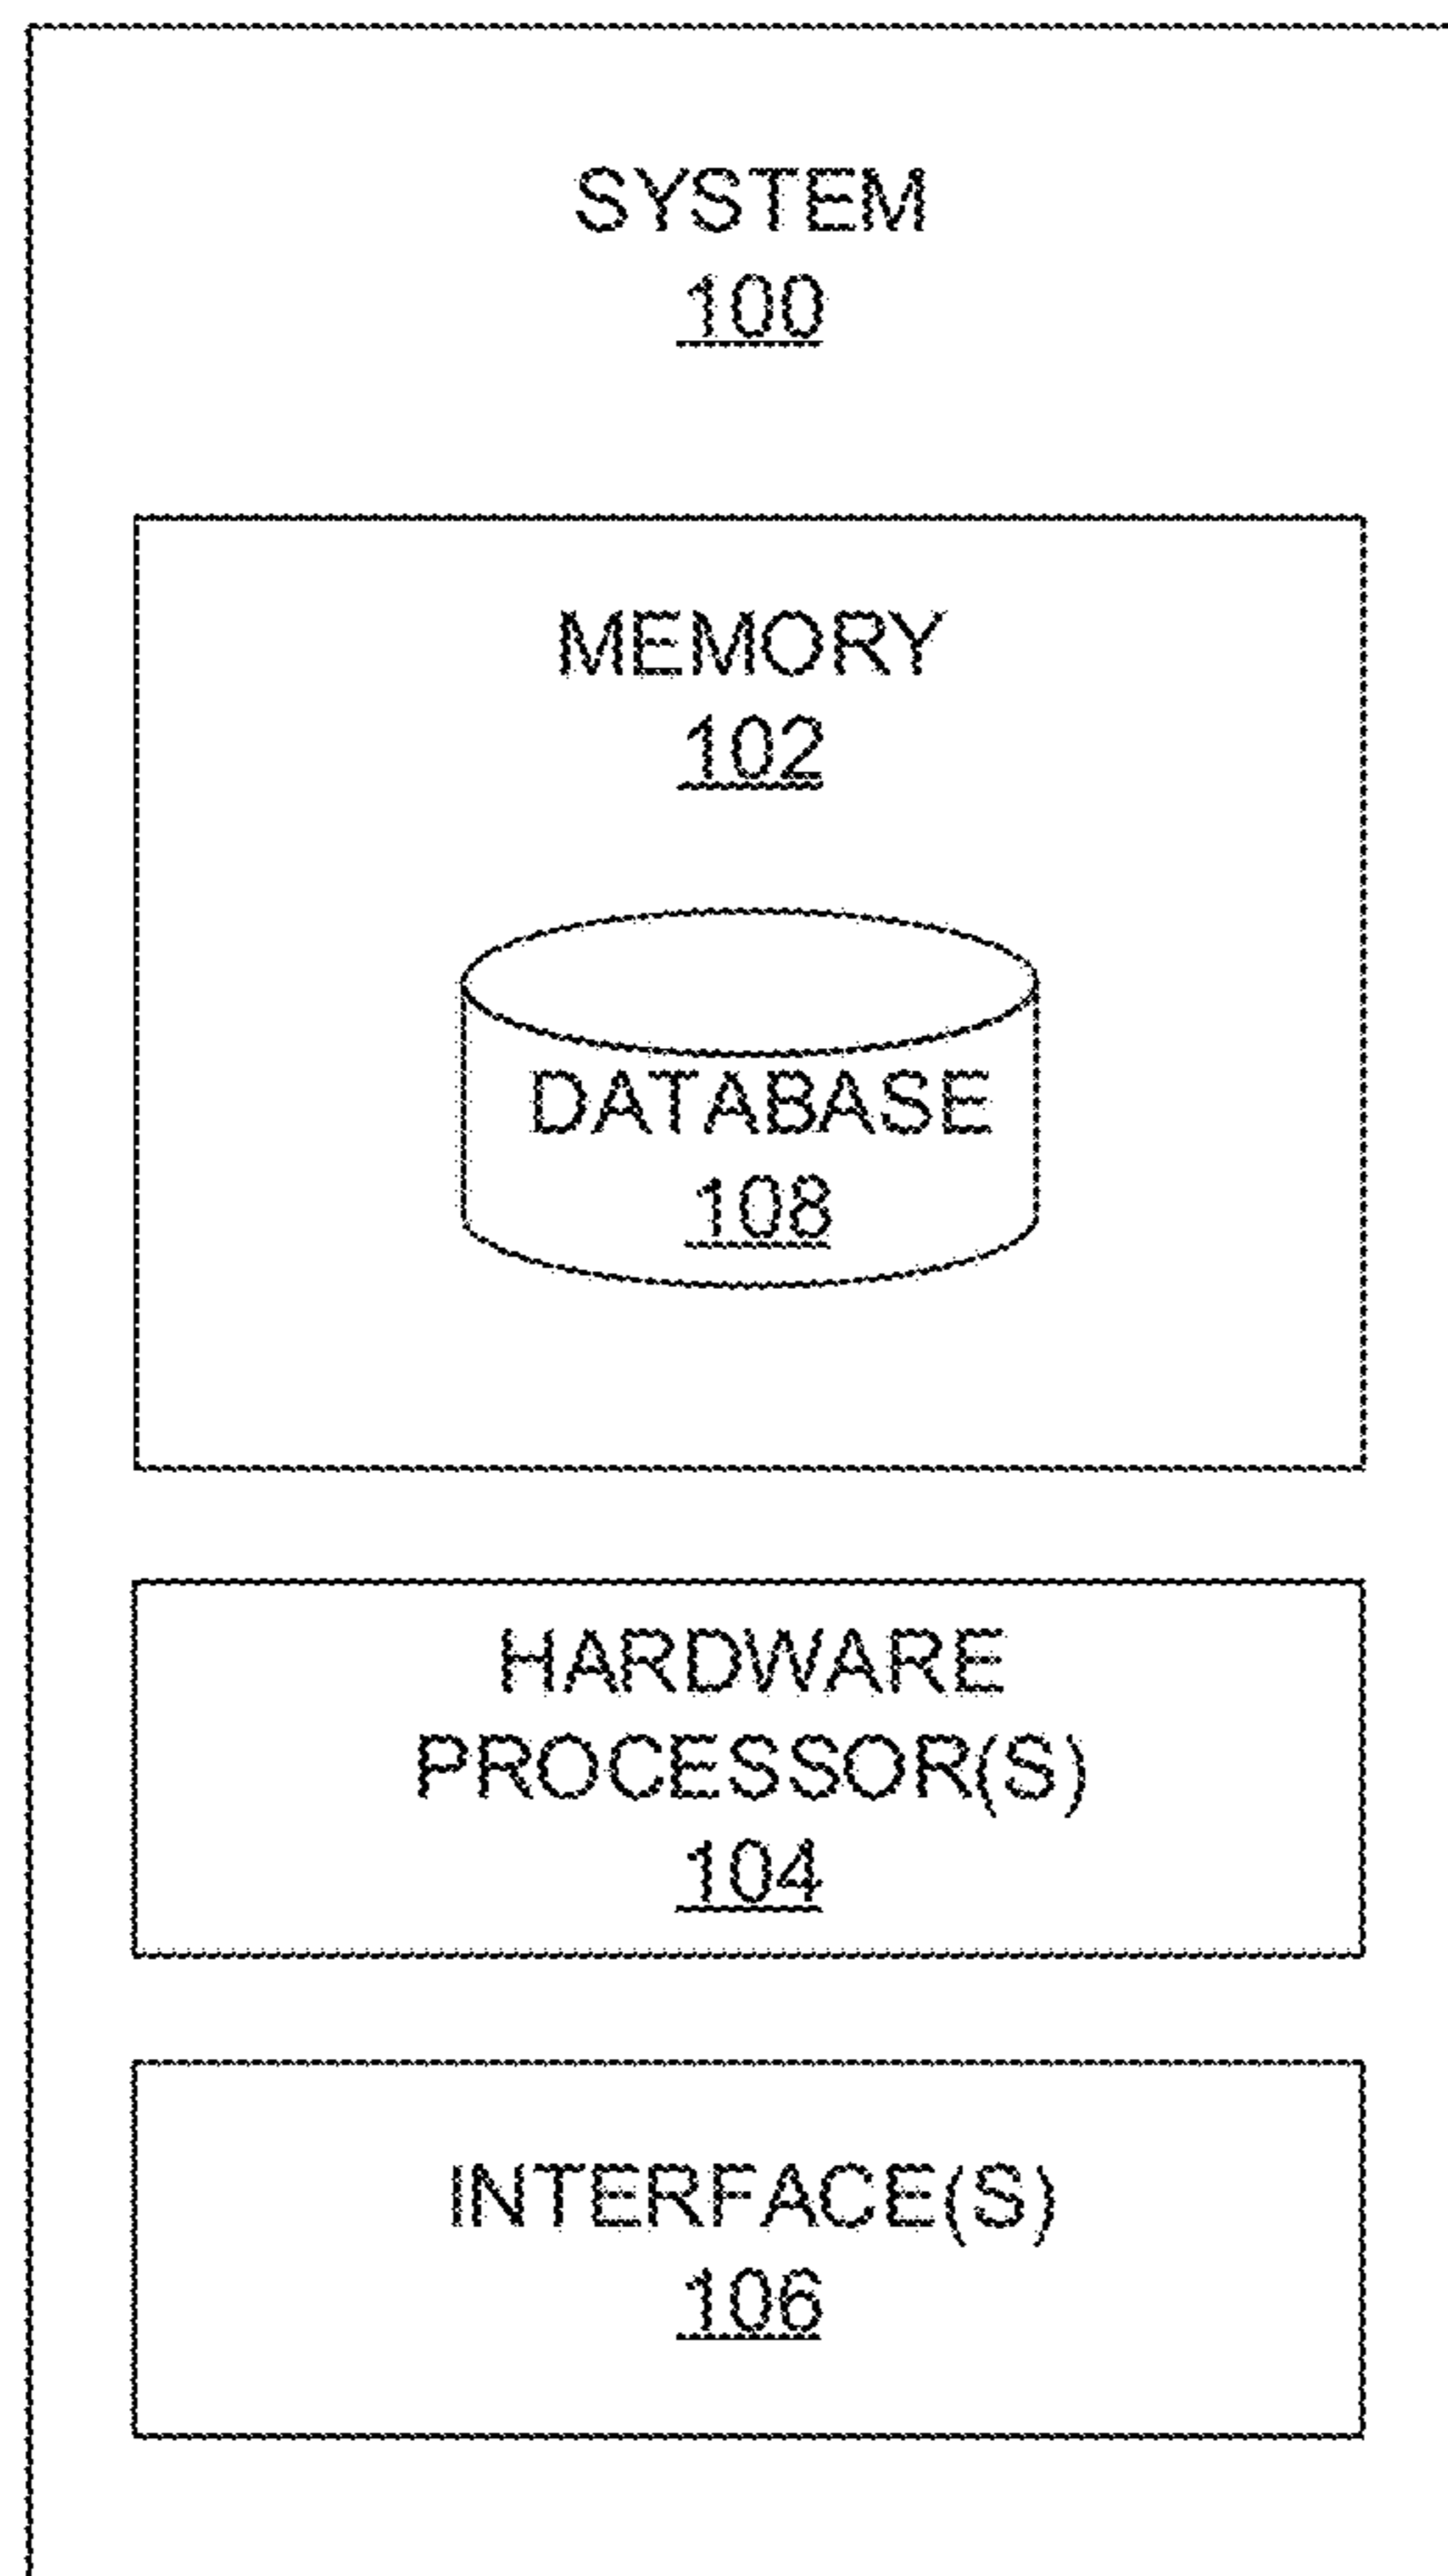 SYSTEM
100
MEMORY
102
DATABASE
108
HARDWARE
PROCESSOR(S)
104
INTERFACE(S)
106